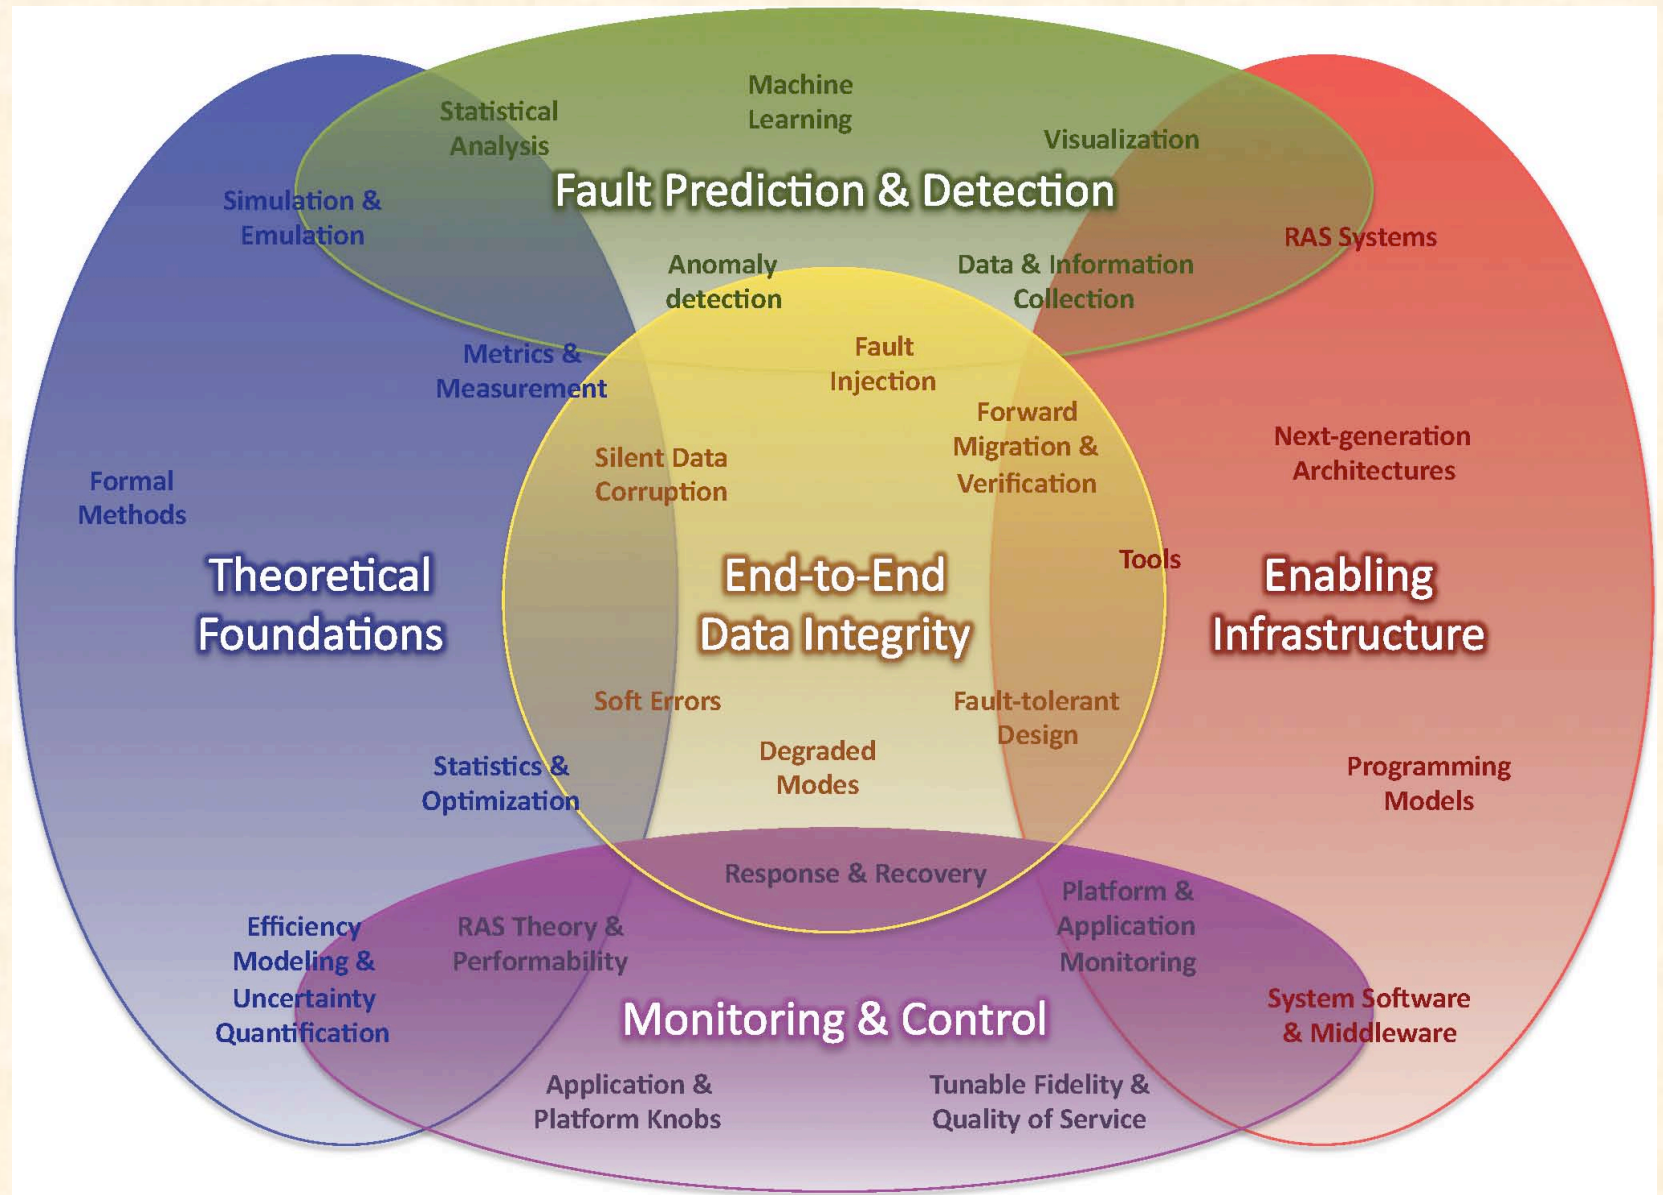 Machine
Learning
Statistical
Analysis
Visualization
Fault Prediction & Detection
Simulation &
Emulation
RAS Systems
Anomaly
detection
Data & Information
Collection
Metrics &
Measurement
Fault
Injection
Forward
Migration &
Verification
Silent Data
Corruption
Next-generation
Architectures
Formal
Methods
Tools
Theoretical
Foundations
End-to-End
Data Integrity
Enabling
Infrastructure
Soft Errors
Fault-tolerant
Design
Degraded
Modes
Statistics &
Optimization
Programming
Models
Response & Recovery
Platform &
Application
Monitoring
Efficiency
Modeling &
Uncertainty
Quantification
RAS Theory &
Performability
System Software
& Middleware
Monitoring & Control
Application &
Platform Knobs
Tunable Fidelity &
Quality of Service